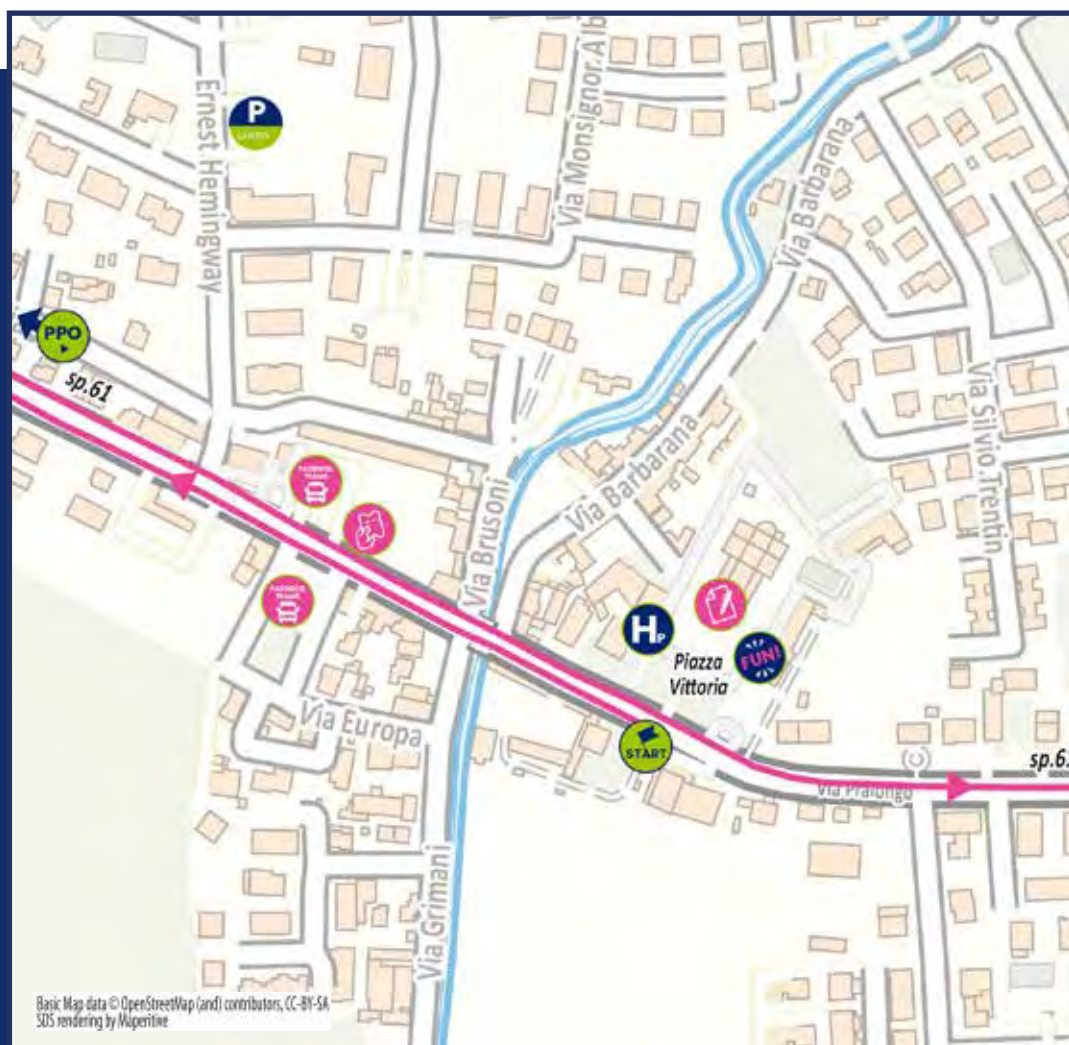 Ernest Hemingway
P
Via Monsignor Alb
Via Barbarana
PPO
sp.61
Via Brusoni
Via Barbarana
Via Silvio Trentin
H P
Piazza
Vittoria
FUN!
Via Europa
START
sp.61
Via Pralongo
C
Via Grimani
Basic Map data © OpenStreetMap (and) contributors, CC-BY-SA
SDS rendering by Maperitive